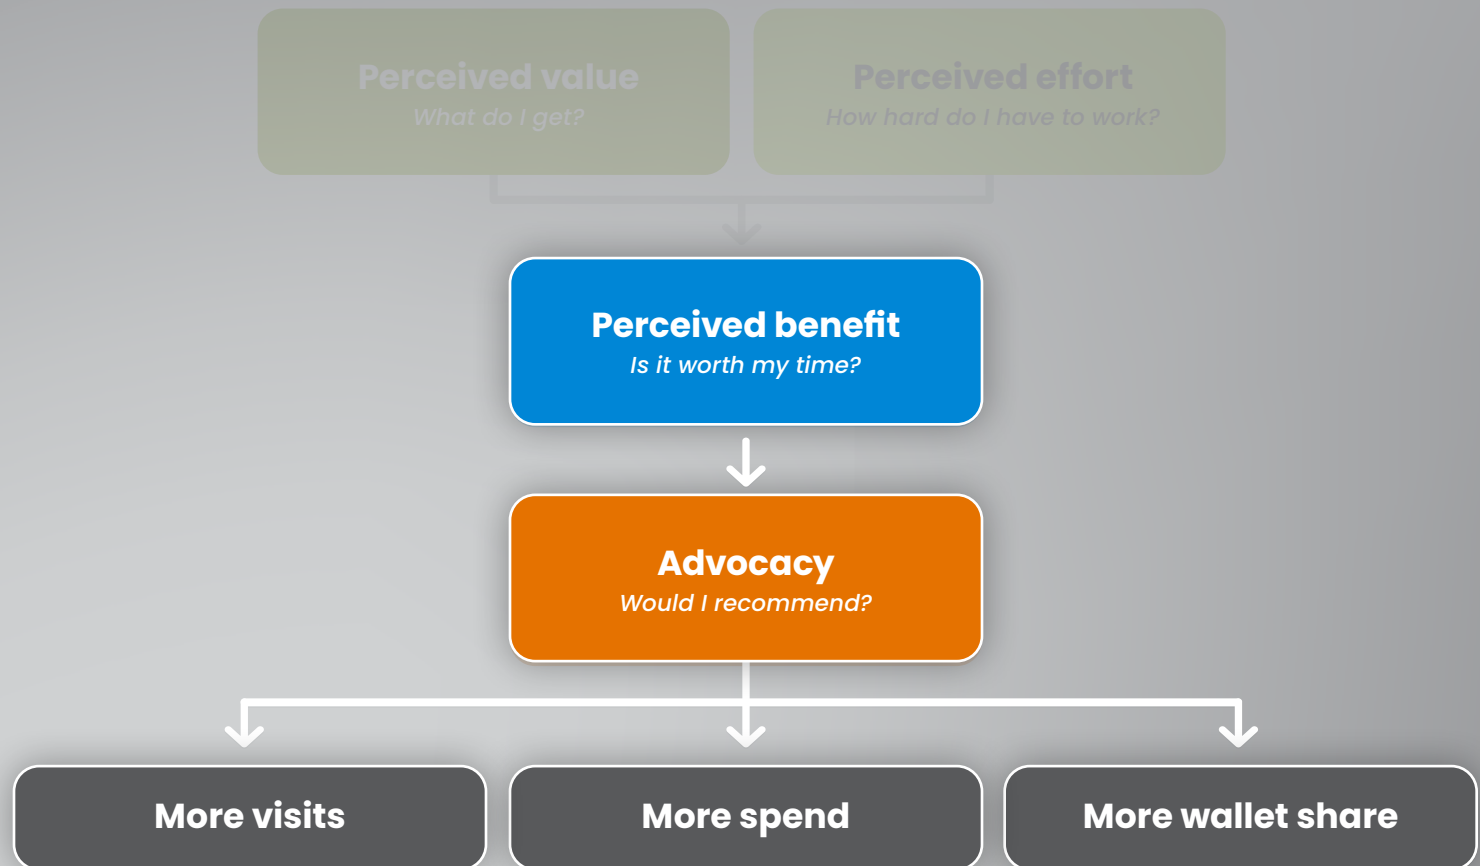 Perceived value
What do I get?
Perceived effort
How hard do I have to work?
Perceived benefit
Is it worth my time?
Advocacy
Would I recommend?
More visits
More spend
More wallet share